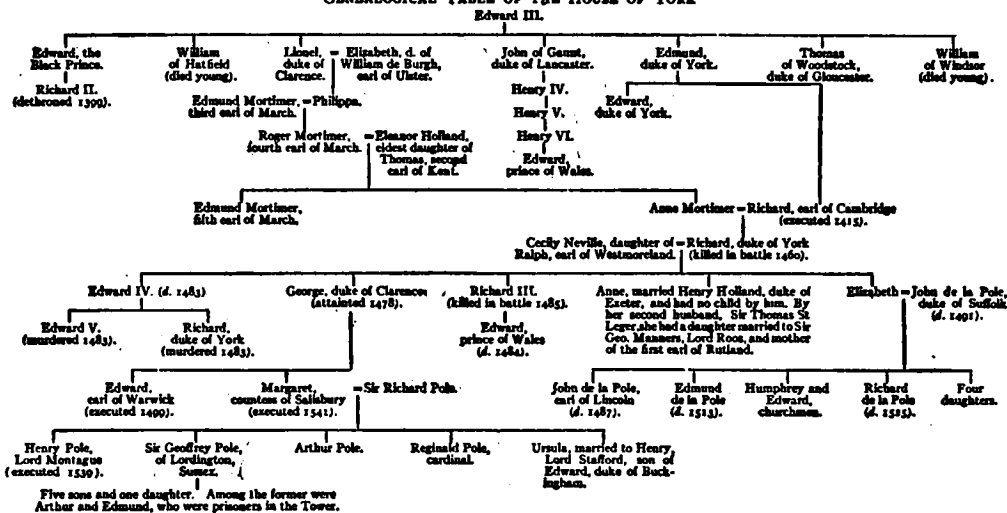 GENEALOGICAL TABLE OF THE HOUSE OF YORK
Edward III.
Edward, the
Black Prince.
Richard II.
(dethroned 1399).
William
of Hatfield
(died young).
Lionel,
duke of
Clarence.
= Elizabeth, d. of
William de Burgh,
earl of Ulster.
John of Gaunt,
duke of Lancaster.
Henry IV.
Henry V.
Henry VI.
Edward,
prince of Wales.
Edmund,
duke of York.
Thomas
of Woodstock,
duke of Gloucester.
William
of Windsor
(died young).
Edward,
duke of York.
Edmund Mortimer, = Philippa.
third earl of March.
Roger Mortimer, = Eleanor Holland,
fourth earl of March. eldest daughter of
Thomas, second
earl of Kent.
Edmund Mortimer,
fifth earl of March.
Anne Mortimer = Richard, earl of Cambridge
(executed 1415).
Cecily Neville, daughter of = Richard, duke of York
Ralph, earl of Westmoreland. (killed in battle 1460).
Edward IV. (d. 1483)
George, duke of Clarence
(attainted 1478).
Richard III.
(killed in battle 1485).
Edward,
prince of Wales
(d. 1484).
Anne, married Henry Holland, duke of
Exeter, and had no child by him. By
her second husband, Sir Thomas St
Leger, she had a daughter married to Sir
Geo. Manners, Lord Roos, and mother
of the first earl of Rutland.
Elizabeth = John de la Pole,
duke of Suffolk
(d. 1491).
Edward V.
(murdered 1483).
Richard,
duke of York
(murdered 1483).
Edward,
earl of Warwick
(executed 1499).
Margaret,
countess of Salisbury
(executed 1541).
= Sir Richard Pole.
John de la Pole,
earl of Lincoln
(d. 1487).
Edmund
de la Pole
(d. 1513).
Humphrey and
Edward,
churchmen.
Richard
de la Pole
(d. 1525).
Four
daughters.
Henry Pole,
Lord Montague
(executed 1539).
Sir Geoffrey Pole,
of Lordington,
Sussex.
Arthur Pole.
Reginald Pole,
cardinal.
Ursula, married to Henry,
Lord Stafford, son of
Edward, duke of Buck-
ingham.
Five sons and one daughter. Among the former were
Arthur and Edmund, who were prisoners in the Tower.